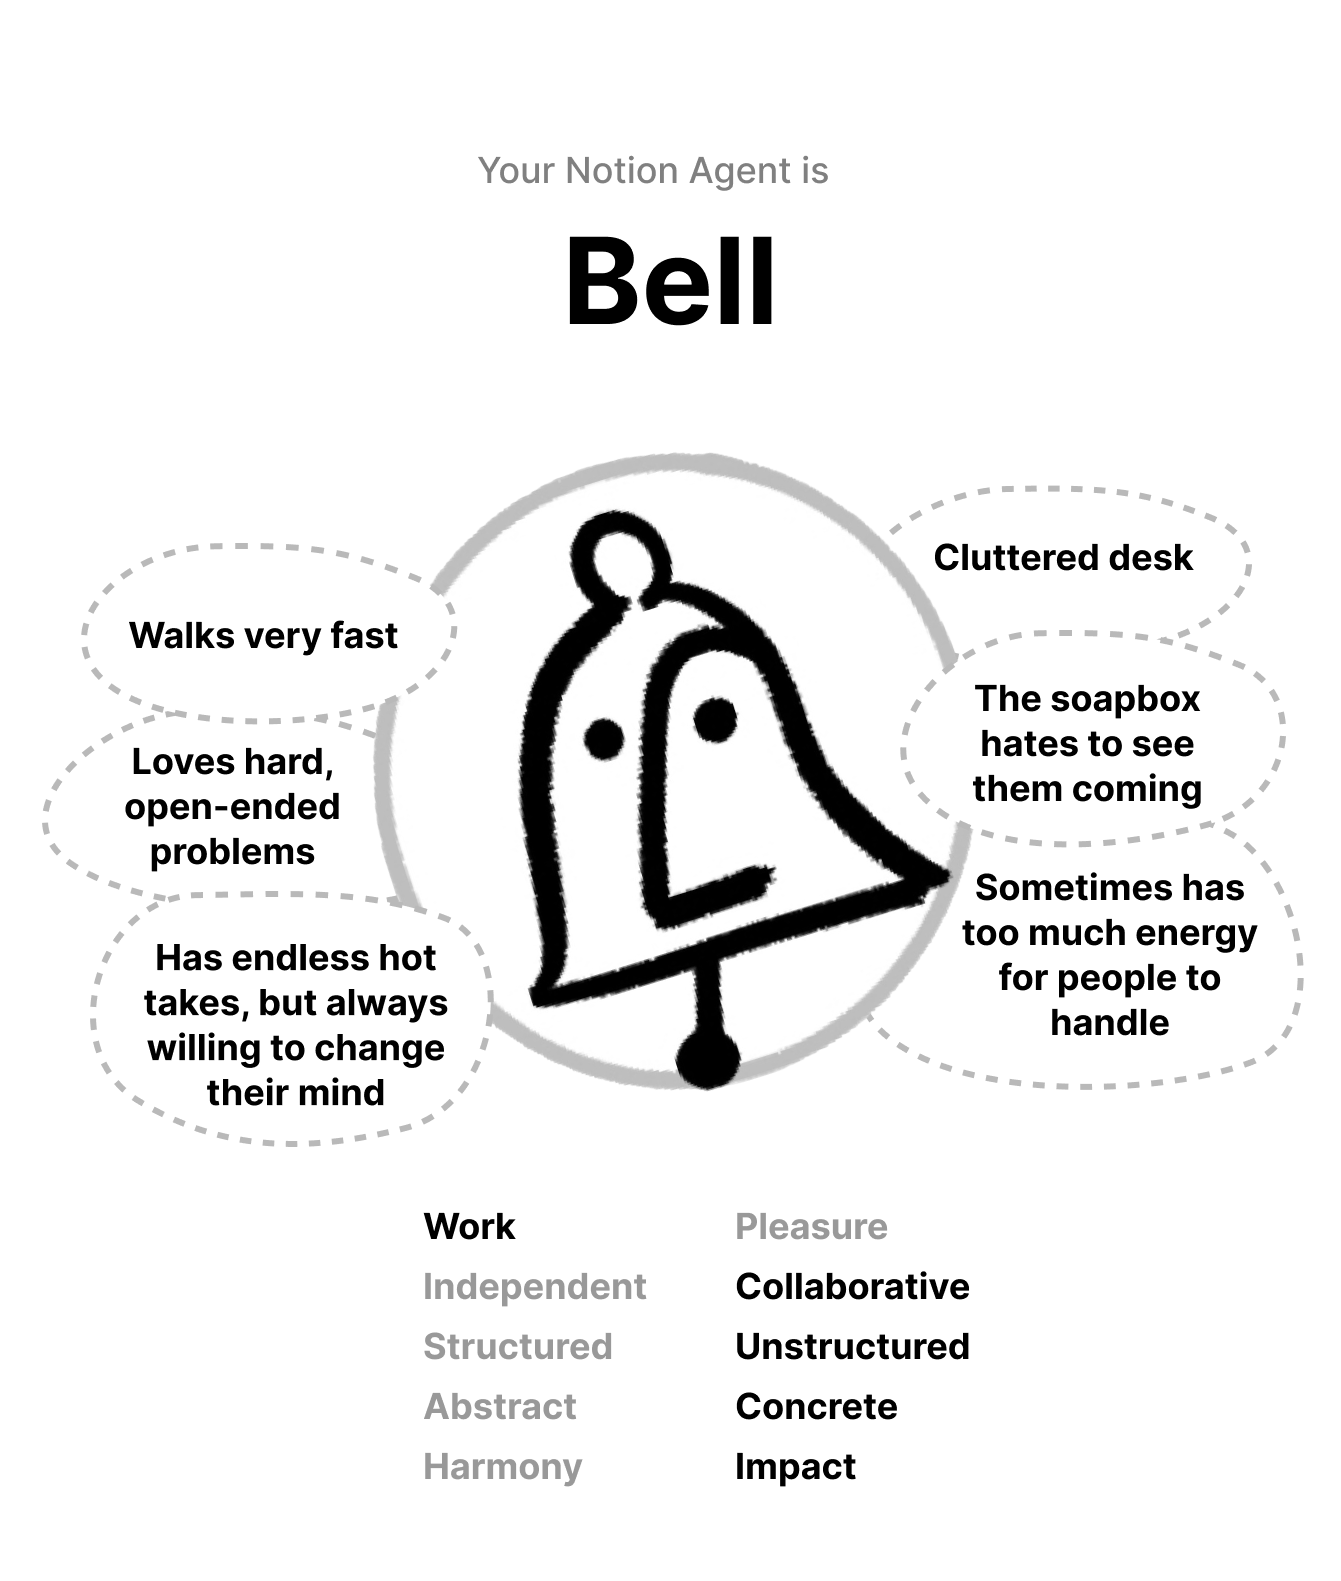 Your Notion Agent is
Bell
Cluttered desk
Walks very fast
The soapbox
hates to see
them coming
Loves hard,
open-ended
problems
Sometimes has
too much energy
for people to
handle
Has endless hot
takes, but always
willing to change
their mind
Work Pleasure
Independent Collaborative
Structured Unstructured
Abstract Concrete
Harmony Impact